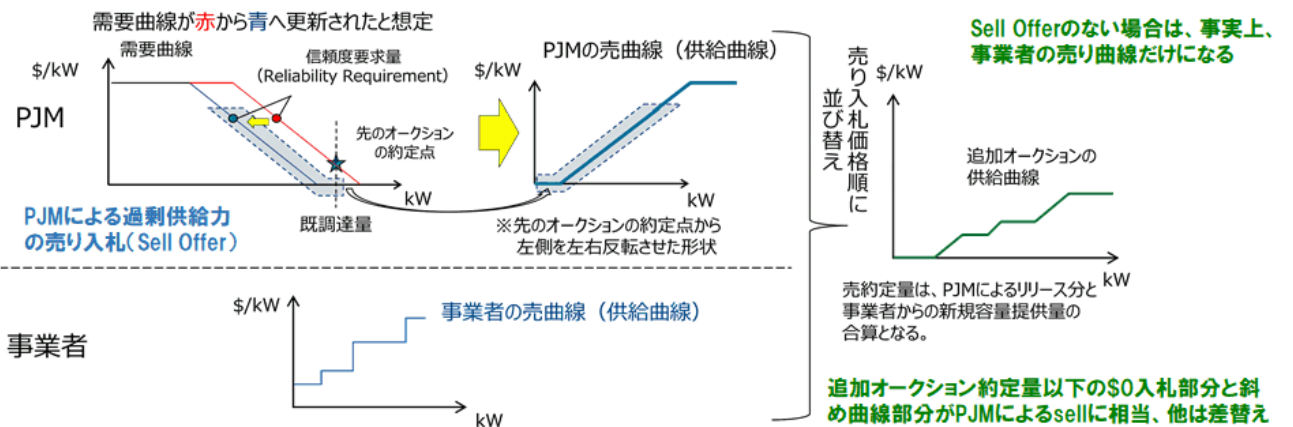 需要曲線が赤から青へ更新されたと想定
需要曲線
$/kW
信頼度要求量
(Reliability Requirement)
PJM
先のオークション
の約定点
kW
既調達量
PJMによる過剰供給力
の売り入札(Sell Offer)
PJMの売曲線（供給曲線）
$/kW
kW
※先のオークションの約定点から
左側を左右反転させた形状
事業者
$/kW
事業者の売曲線（供給曲線）
kW
売り入札価格順に
並び替え
Sell Offerのない場合は、事実上、
事業者の売り曲線だけになる
$/kW
追加オークションの
供給曲線
kW
売約定量は、PJMによるリリース分と
事業者からの新規容量提供量の
合算となる。
追加オークション約定量以下の$0入札部分と斜
め曲線部分がPJMによるsellに相当、他は差替え